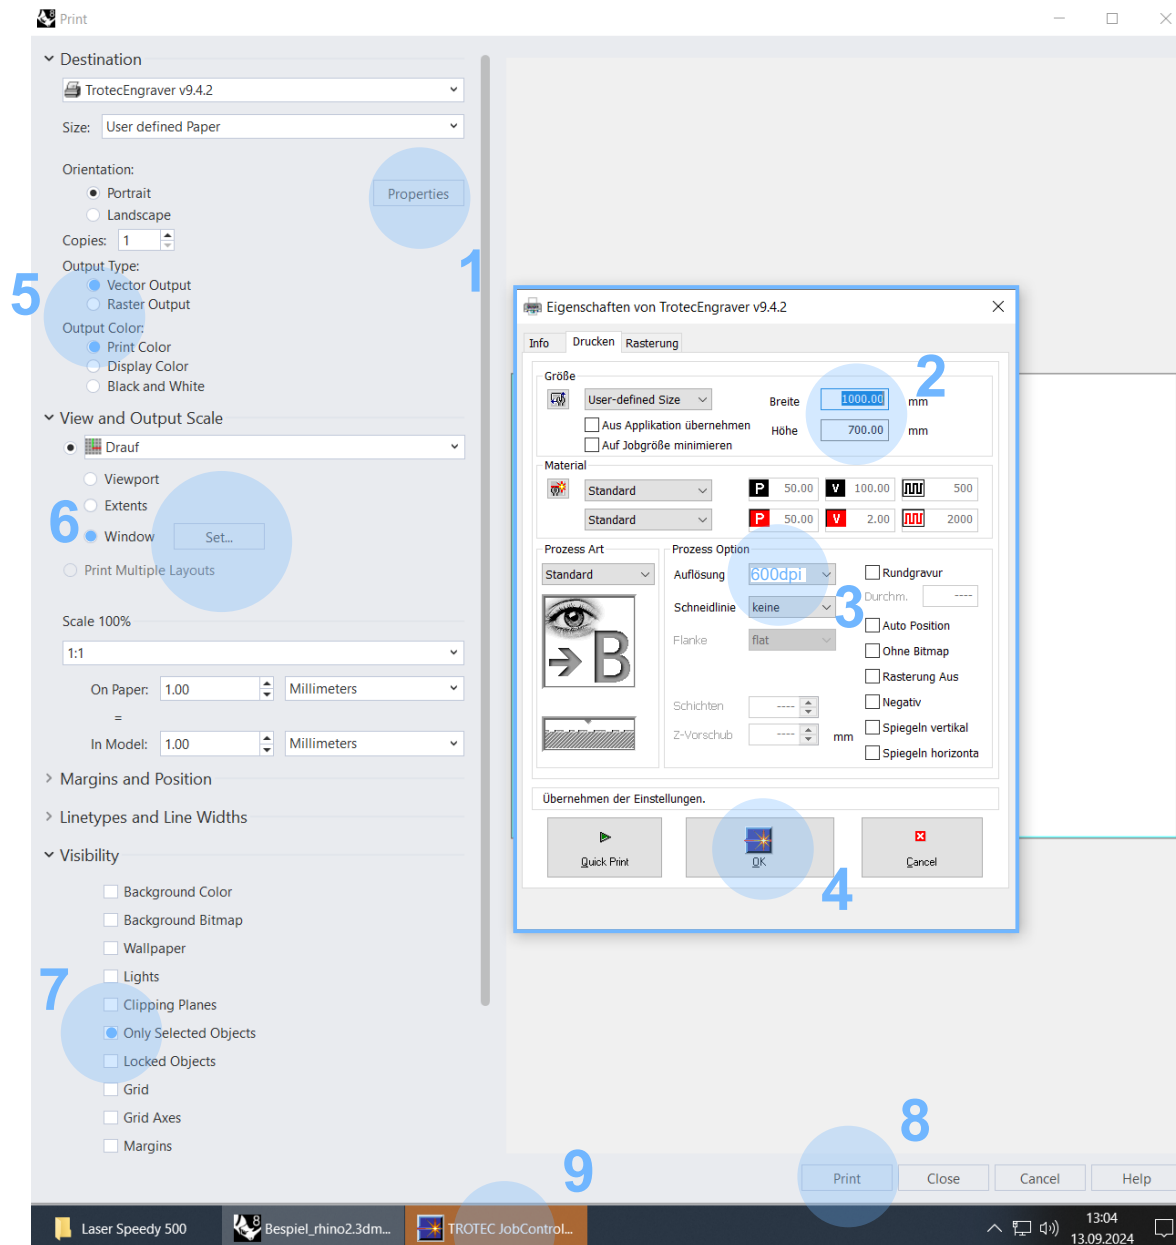 Print
Destination
TrotecEngraver v9.4.2
Size: User defined Paper
Orientation:
Portrait
Properties
Landscape
Copies: 1
1
Output Type:
5
Vector Output
Raster Output
Output Color:
Print Color
Display Color
Black and White
View and Output Scale
Drauf
Viewport
Extents
6
Window
Set...
Print Multiple Layouts
Scale 100%
1:1
On Paper: 1.00 Millimeters
=
In Model: 1.00 Millimeters
Margins and Position
Linetypes and Line Widths
Visibility
Background Color
Background Bitmap
Wallpaper
Lights
7
Clipping Planes
Only Selected Objects
Locked Objects
Grid
Grid Axes
Margins
Eigenschaften von TrotecEngraver v9.4.2
Info Drucken Rasterung
2
Größe
User-defined Size Breite 1000.00 mm
Aus Applikation übernehmen Höhe 700.00 mm
Auf Jobgröße minimieren
Material
Standard P 50.00 V 100.00 500
Standard P 50.00 V 2.00 2000
Prozess Art Prozess Option
Standard Auflösung 600dpi Rundgravur
3
Schneidlinie keine Durchm. ----
Auto Position
Flanke flat
Ohne Bitmap
B
Rasterung Aus
Negativ
Schichten ----
Spiegeln vertikal
Z-Vorschub ---- mm
Spiegeln horizonta
Übernehmen der Einstellungen.
Quick Print OK Cancel
4
8
Print Close Cancel Help
9
Laser Speedy 500 8 Bespiel_rhino2.3dm... TROTEC JobControl... 13:04
13.09.2024